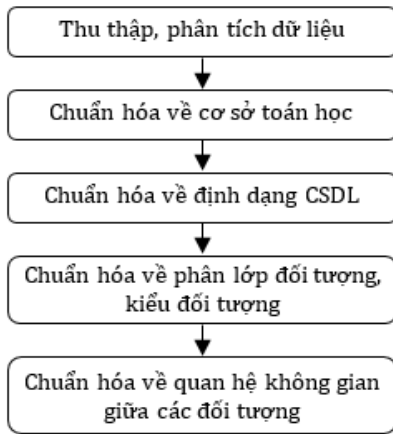 Thu thập, phân tích dữ liệu
Chuẩn hóa về cơ sở toán học
Chuẩn hóa về định dạng CSDL
Chuẩn hóa về phân lớp đối tượng,
kiểu đối tượng
Chuẩn hóa về quan hệ không gian
giữa các đối tượng